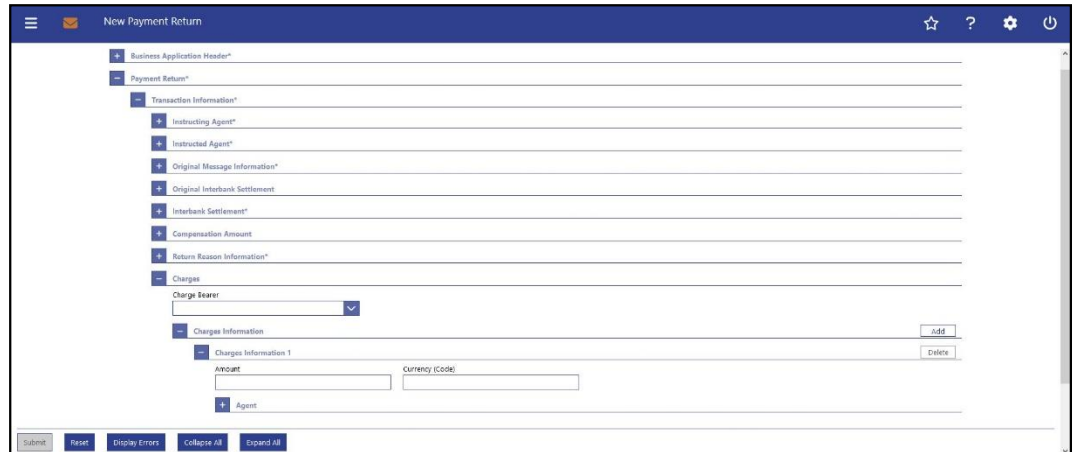 New Payment Return
?
+ Business Application Header*
− Payment Return*
− Transaction Information*
+ Instructing Agent*
+ Instructed Agent*
+ Original Message Information*
+ Original Interbank Settlement
+ Interbank Settlement*
+ Compensation Amount
+ Return Reason Information*
− Charges
Charge Bearer
− Charges Information Add
− Charges Information 1 Delete
Amount Currency (Code)
+ Agent
Submit Reset Display Errors Collapse All Expand All